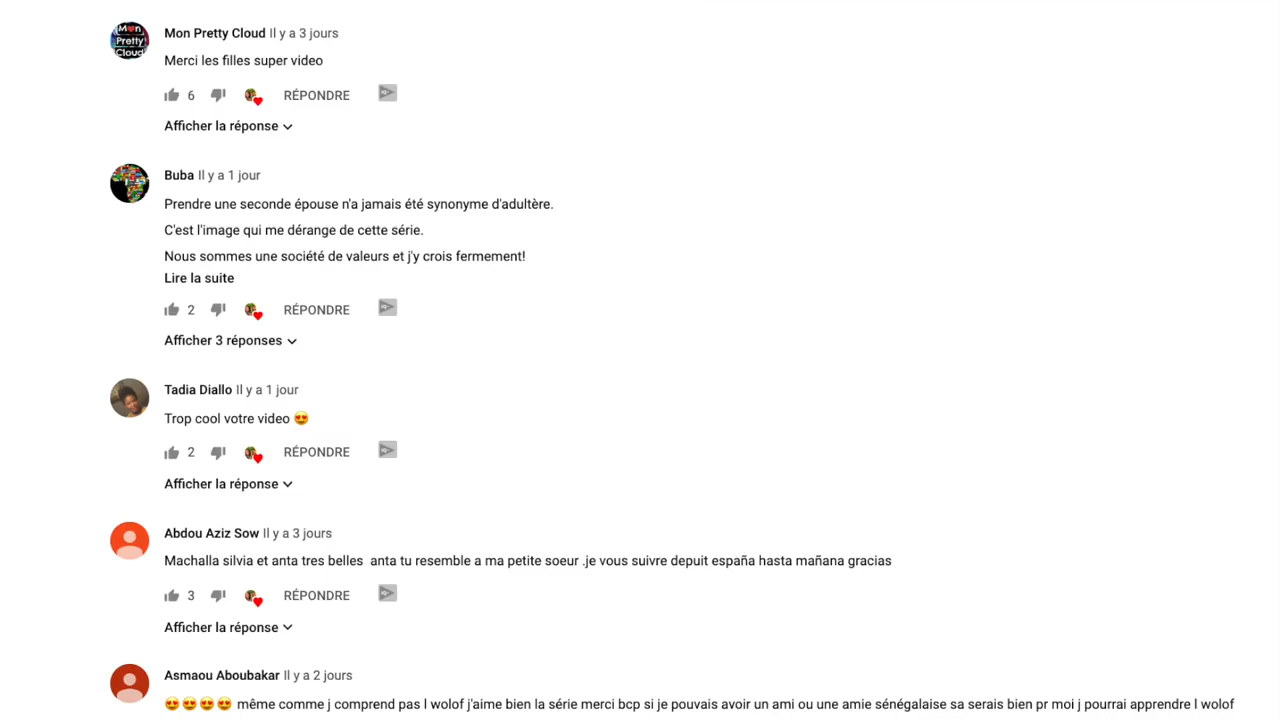 Mon Pretty Cloud
Mon Pretty Cloud Il y a 3 jours
Merci les filles super video
6 RÉPONDRE
Afficher la réponse
Buba Il y a 1 jour
Prendre une seconde épouse n'a jamais été synonyme d'adultère.
C'est l'image qui me dérange de cette série.
Nous sommes une société de valeurs et j'y crois fermement!
Lire la suite
2 RÉPONDRE
Afficher 3 réponses
Tadia Diallo Il y a 1 jour
Trop cool votre video 😍
2 RÉPONDRE
Afficher la réponse
Abdou Aziz Sow Il y a 3 jours
Machalla silvia et anta tres belles  anta tu resemble a ma petite soeur .je vous suivre depuit españa hasta mañana gracias
3 RÉPONDRE
Afficher la réponse
Asmaou Aboubakar Il y a 2 jours
😍😍😍😍 même comme j comprend pas l wolof j'aime bien la série merci bcp si je pouvais avoir un ami ou une amie sénégalaise sa serais bien pr moi j pourrai apprendre l wolof